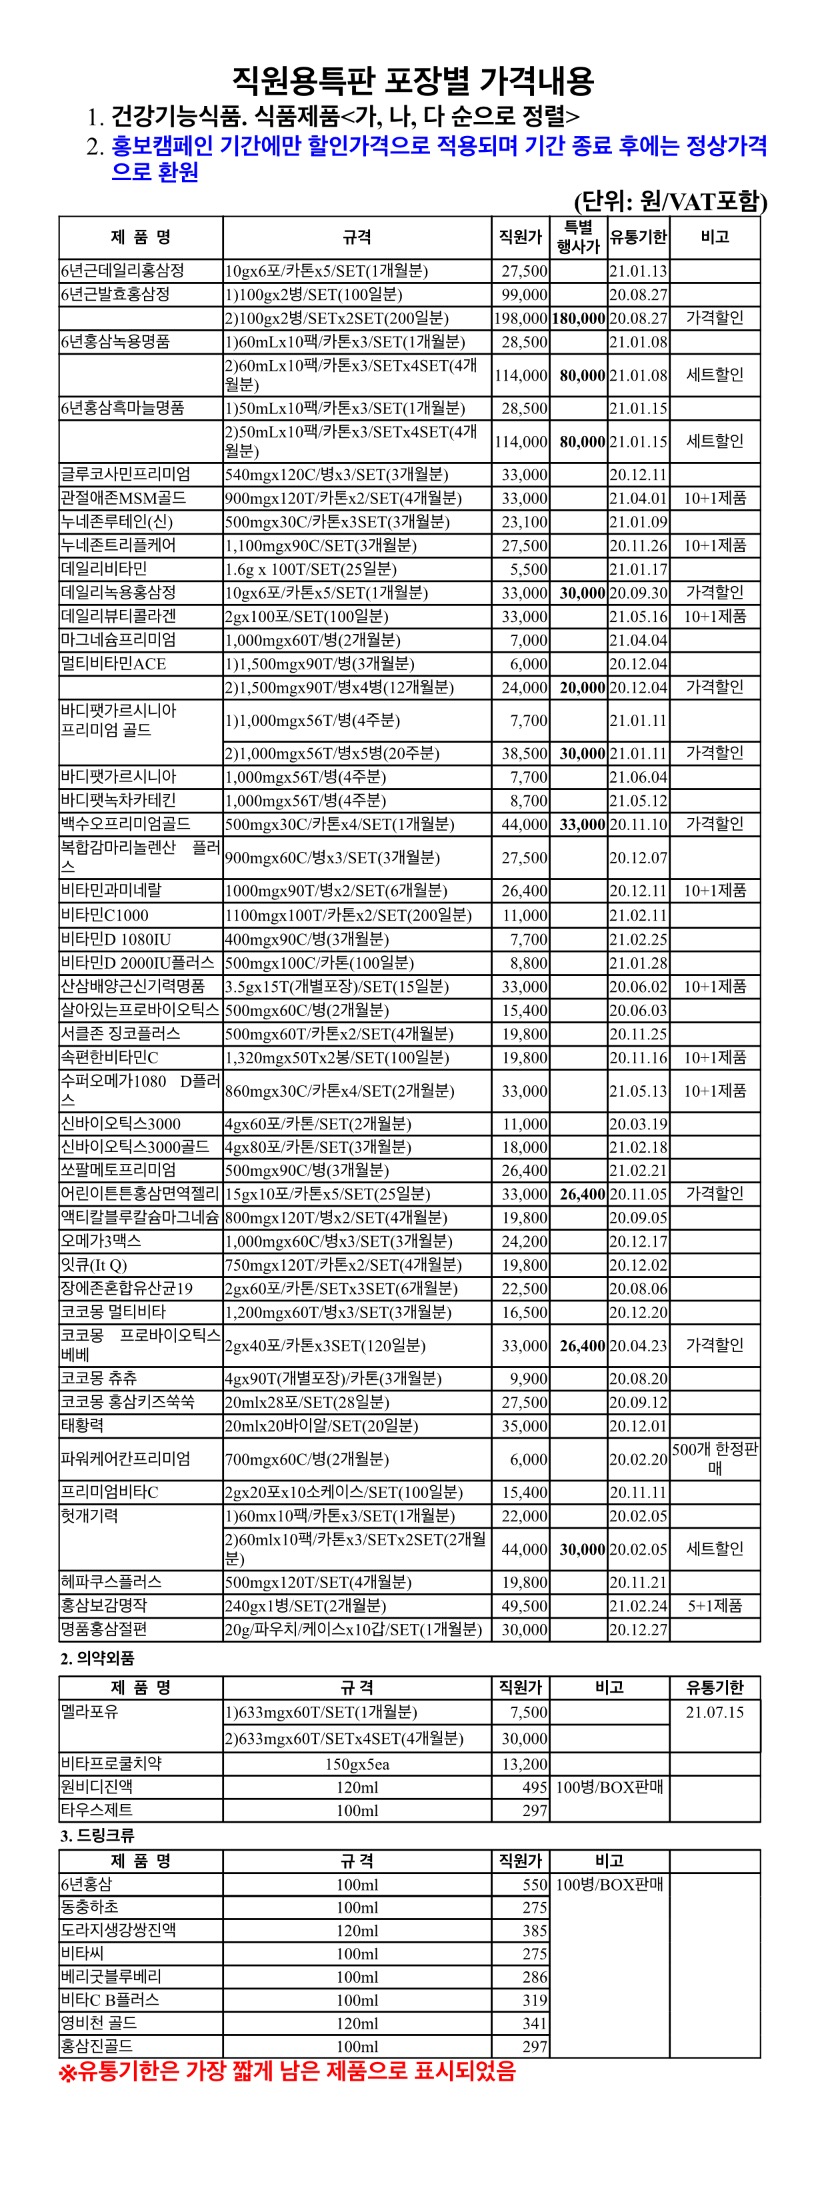 직원용특판 포장별 가격내용
1. 건강기능식품. 식품제품<가, 나, 다 순으로 정렬>
2. 홍보캠페인 기간에만 할인가격으로 적용되며 기간 종료 후에는 정상가격
으로 환원
(단위: 원/VAT포함)
제 품 명 규격 직원가 특별 행사가 유통기한 비고
6년근데일리홍삼정 10gx6포/카톤x5/SET(1개월분) 27,500 21.01.13
6년근발효홍삼정 1)100gx2병/SET(100일분) 99,000 20.08.27
2)100gx2병/SETx2SET(200일분) 198,000 180,000 20.08.27 가격할인
6년홍삼녹용명품 1)60mLx10팩/카톤x3/SET(1개월분) 28,500 21.01.08
2)60mLx10팩/카톤x3/SETx4SET(4개
월분) 114,000 80,000 21.01.08 세트할인
6년홍삼흑마늘명품 1)50mLx10팩/카톤x3/SET(1개월분) 28,500 21.01.15
2)50mLx10팩/카톤x3/SETx4SET(4개
월분) 114,000 80,000 21.01.15 세트할인
글루코사민프리미엄 540mgx120C/병x3/SET(3개월분) 33,000 20.12.11
관절애존MSM골드 900mgx120T/카톤x2/SET(4개월분) 33,000 21.04.01 10+1제품
누네존루테인(신) 500mgx30C/카톤x3SET(3개월분) 23,100 21.01.09
누네존트리플케어 1,100mgx90C/SET(3개월분) 27,500 20.11.26 10+1제품
데일리비타민 1.6g x 100T/SET(25일분) 5,500 21.01.17
데일리녹용홍삼정 10gx6포/카톤x5/SET(1개월분) 33,000 30,000 20.09.30 가격할인
데일리뷰티콜라겐 2gx100포/SET(100일분) 33,000 21.05.16 10+1제품
마그네슘프리미엄 1,000mgx60T/병(2개월분) 7,000 21.04.04
멀티비타민ACE 1)1,500mgx90T/병(3개월분) 6,000 20.12.04
2)1,500mgx90T/병x4병(12개월분) 24,000 20,000 20.12.04 가격할인
바디팻가르시니아
프리미엄 골드 1)1,000mgx56T/병(4주분) 7,700 21.01.11
2)1,000mgx56T/병x5병(20주분) 38,500 30,000 21.01.11 가격할인
바디팻가르시니아 1,000mgx56T/병(4주분) 7,700 21.06.04
바디팻녹차카테킨 1,000mgx56T/병(4주분) 8,700 21.05.12
백수오프리미엄골드 500mgx30C/카톤x4/SET(1개월분) 44,000 33,000 20.11.10 가격할인
복합감마리놀렌산 플러
스 900mgx60C/병x3/SET(3개월분) 27,500 20.12.07
비타민과미네랄 1000mgx90T/병x2/SET(6개월분) 26,400 20.12.11 10+1제품
비타민C1000 1100mgx100T/카톤x2/SET(200일분) 11,000 21.02.11
비타민D 1080IU 400mgx90C/병(3개월분) 7,700 21.02.25
비타민D 2000IU플러스 500mgx100C/카톤(100일분) 8,800 21.01.28
산삼배양근신기력명품 3.5gx15T(개별포장)/SET(15일분) 33,000 20.06.02 10+1제품
살아있는프로바이오틱스 500mgx60C/병(2개월분) 15,400 20.06.03
서클존 징코플러스 500mgx60T/카톤x2/SET(4개월분) 19,800 20.11.25
속편한비타민C 1,320mgx50Tx2봉/SET(100일분) 19,800 20.11.16 10+1제품
수퍼오메가1080 D플러
스 860mgx30C/카톤x4/SET(2개월분) 33,000 21.05.13 10+1제품
신바이오틱스3000 4gx60포/카톤/SET(2개월분) 11,000 20.03.19
신바이오틱스3000골드 4gx80포/카톤/SET(3개월분) 18,000 21.02.18
쏘팔메토프리미엄 500mgx90C/병(3개월분) 26,400 21.02.21
어린이튼튼홍삼면역젤리 15gx10포/카톤x5/SET(25일분) 33,000 26,400 20.11.05 가격할인
액티칼블루칼슘마그네슘 800mgx120T/병x2/SET(4개월분) 19,800 20.09.05
오메가3맥스 1,000mgx60C/병x3/SET(3개월분) 24,200 20.12.17
잇큐(It Q) 750mgx120T/카톤x2/SET(4개월분) 19,800 20.12.02
장에존혼합유산균19 2gx60포/카톤/SETx3SET(6개월분) 22,500 20.08.06
코코몽 멀티비타 1,200mgx60T/병x3/SET(3개월분) 16,500 20.12.20
코코몽 프로바이오틱스
베베 2gx40포/카톤x3SET(120일분) 33,000 26,400 20.04.23 가격할인
코코몽 츄츄 4gx90T(개별포장)/카톤(3개월분) 9,900 20.08.20
코코몽 홍삼키즈쑥쑥 20mlx28포/SET(28일분) 27,500 20.09.12
태황력 20mlx20바이알/SET(20일분) 35,000 20.12.01
파워케어칸프리미엄 700mgx60C/병(2개월분) 6,000 20.02.20 500개 한정판
매
프리미엄비타C 2gx20포x10소케이스/SET(100일분) 15,400 20.11.11
헛개기력 1)60mx10팩/카톤x3/SET(1개월분) 22,000 20.02.05
2)60mlx10팩/카톤x3/SETx2SET(2개월
분) 44,000 30,000 20.02.05 세트할인
헤파쿠스플러스 500mgx120T/SET(4개월분) 19,800 20.11.21
홍삼보감명작 240gx1병/SET(2개월분) 49,500 21.02.24 5+1제품
명품홍삼절편 20g/파우치/케이스x10갑/SET(1개월분) 30,000 20.12.27
2. 의약외품
제 품 명 규 격 직원가 비고 유통기한
멜라포유 1)633mgx60T/SET(1개월분) 7,500 21.07.15
2)633mgx60T/SETx4SET(4개월분) 30,000
비타프로쿨치약 150gx5ea 13,200
원비디진액 120ml 495 100병/BOX판매
타우스제트 100ml 297
3. 드링크류
제 품 명 규 격 직원가 비고
6년홍삼 100ml 550 100병/BOX판매
동충하초 100ml 275
도라지생강쌍진액 120ml 385
비타씨 100ml 275
베리굿블루베리 100ml 286
비타C B플러스 100ml 319
영비천 골드 120ml 341
홍삼진골드 100ml 297
※유통기한은 가장 짧게 남은 제품으로 표시되었음